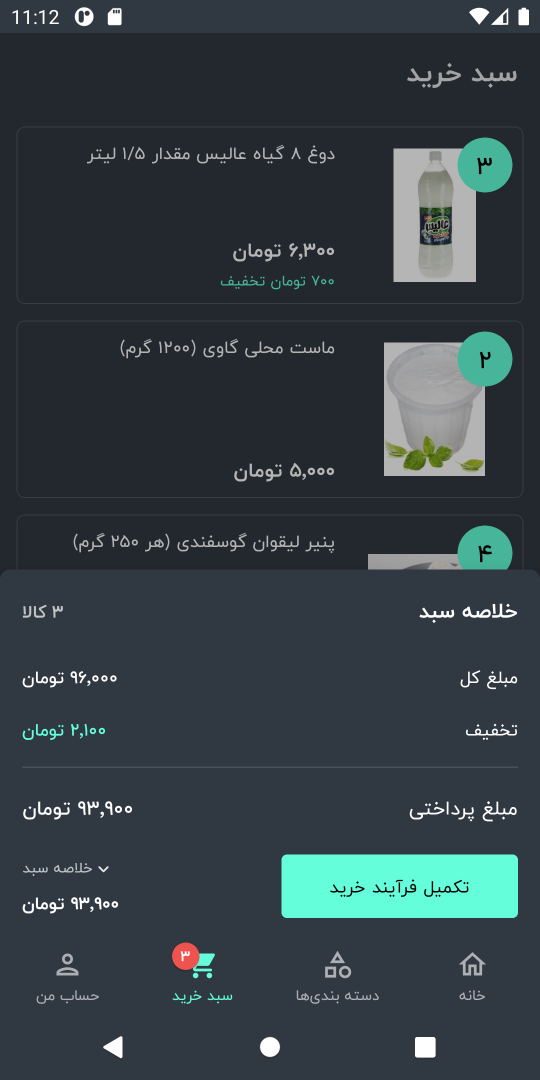 11:12
سبد خرید
۳
دوغ ۸ گیاه عالیس مقدار ۱/۵ لیتر
عالیس
۶,۳۰۰ تومان
۷۰۰ تومان تخفیف
۲
ماست محلی گاوی (۱۲۰۰ گرم)
۵,۰۰۰ تومان
۴
پنیر لیقوان گوسفندی (هر ۲۵۰ گرم)
خلاصه سبد
۳ کالا
مبلغ کل
۹۶,۰۰۰ تومان
تخفیف
۲,۱۰۰ تومان
مبلغ پرداختی
۹۳,۹۰۰ تومان
تکمیل فرآیند خرید
خلاصه سبد
۹۳,۹۰۰ تومان
خانه
دسته بندی‌ها
۳
سبد خرید
حساب من